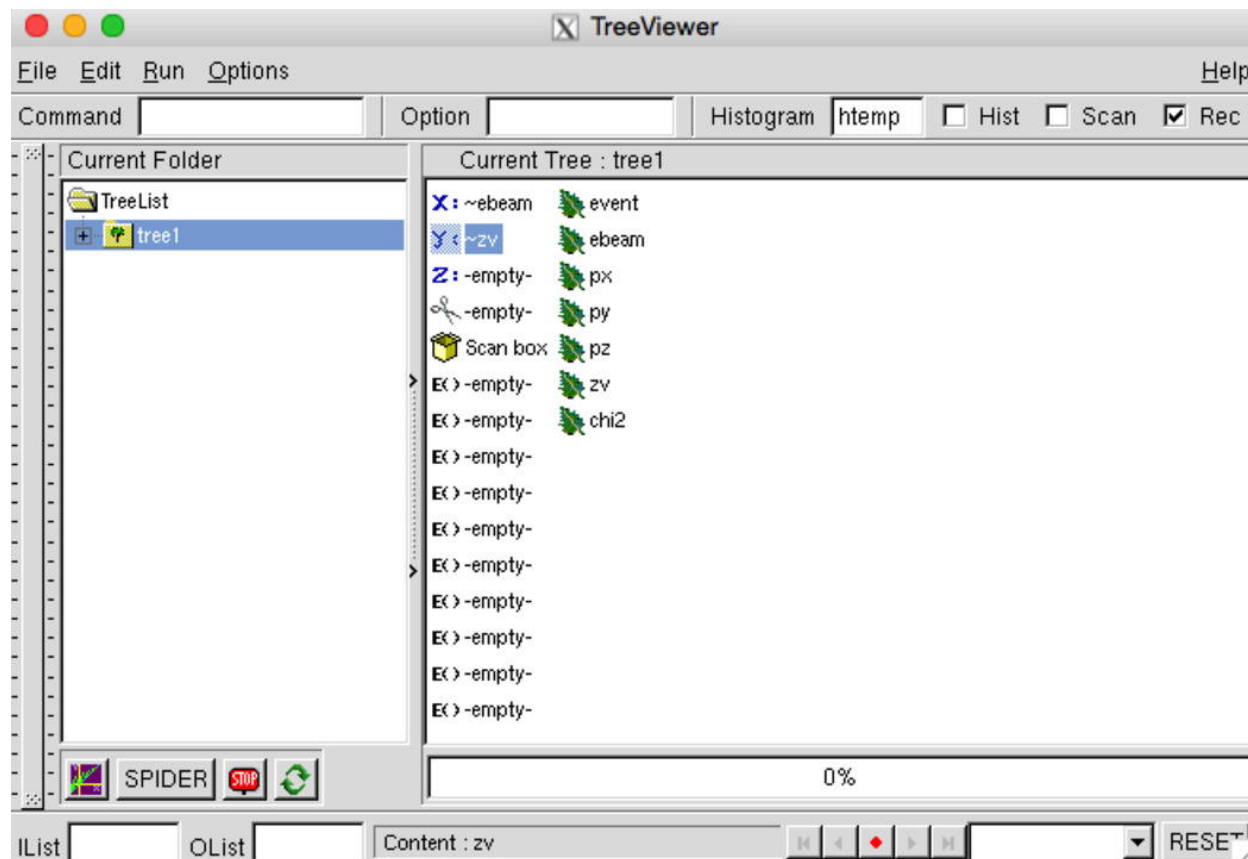 TreeViewer
File Edit Run Options Help
Command Option Histogram htemp Hist Scan Rec
Current Folder Current Tree : tree1
TreeList
tree1
X: ~ebeam event
Y: ~zv ebeam
Z: -empty- px
-empty- py
Scan box pz
E() -empty- zv
E() -empty- chi2
E() -empty-
E() -empty-
E() -empty-
E() -empty-
E() -empty-
E() -empty-
E() -empty-
E() -empty-
SPIDER STOP 0%
IList OList Content : zv RESET